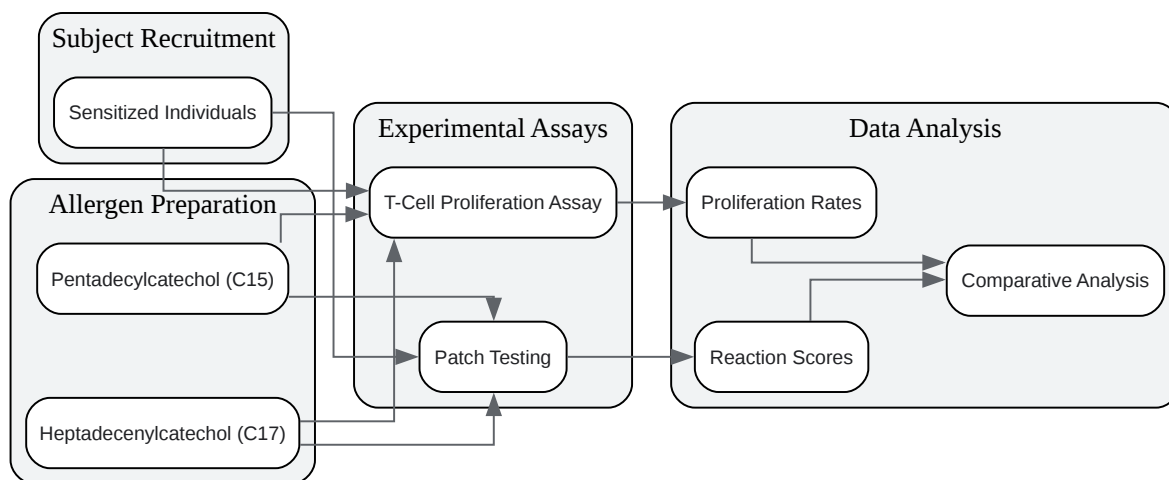 Subject Recruitment
Sensitized Individuals
Allergen Preparation
Pentadecylcatechol (C15)
Heptadecenylcatechol (C17)
Experimental Assays
T-Cell Proliferation Assay
Patch Testing
Data Analysis
Proliferation Rates
Reaction Scores
Comparative Analysis